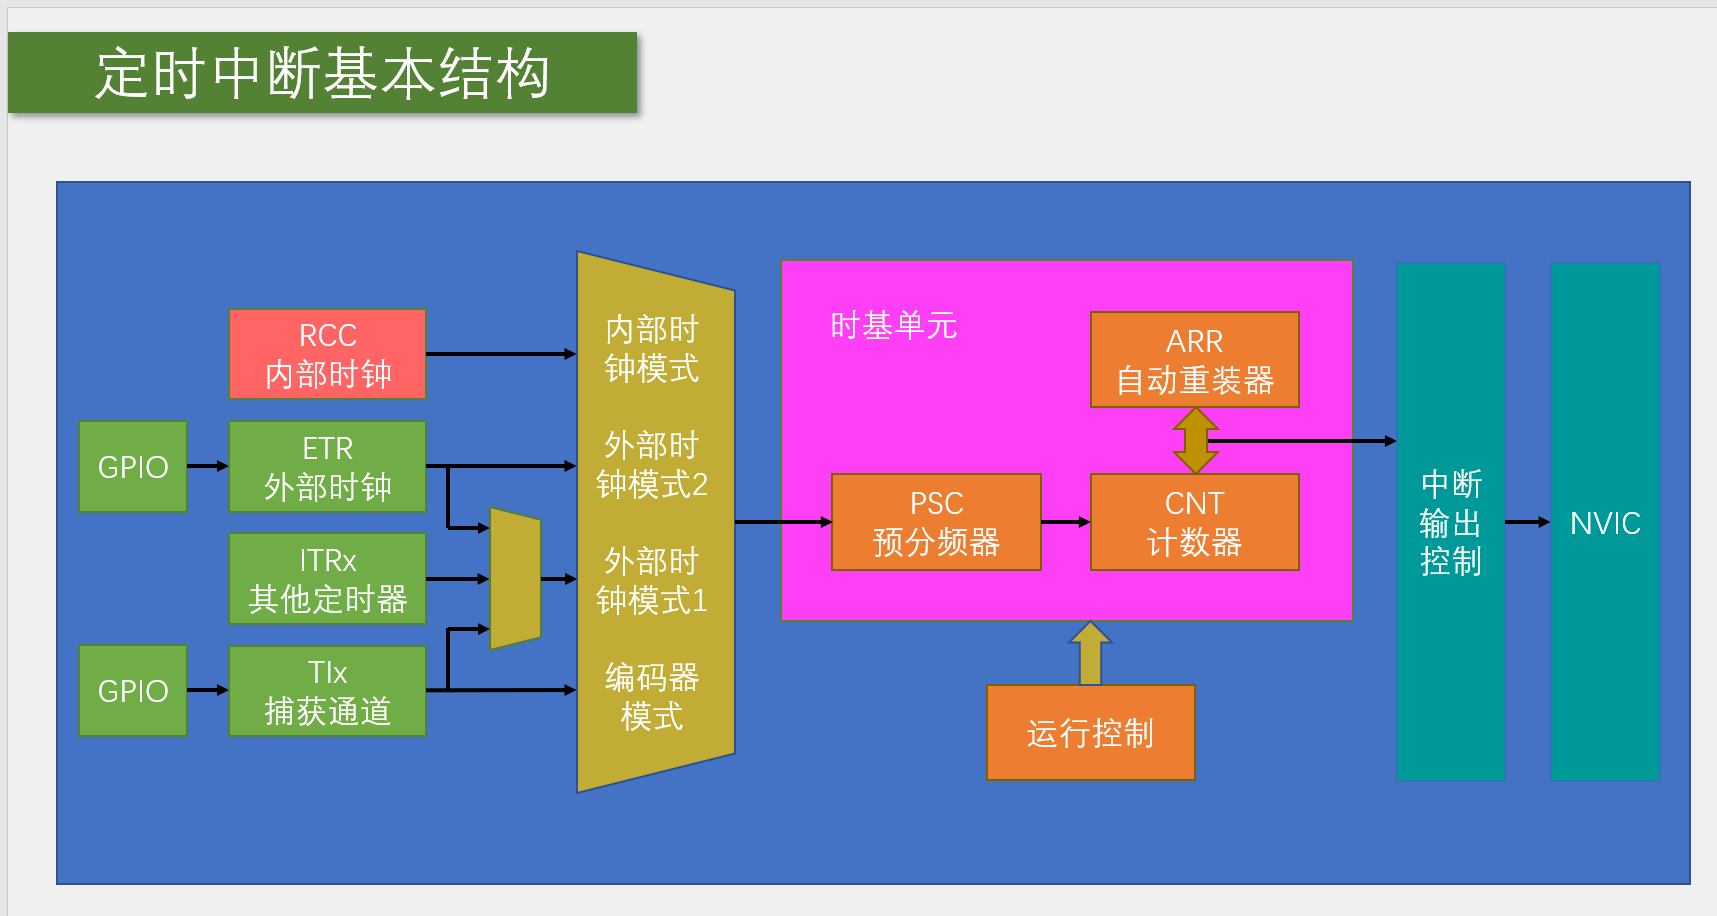 定时中断基本结构
RCC
内部时钟
GPIO
ETR
外部时钟
ITRx
其他定时器
GPIO
TIx
捕获通道
内部时
钟模式
外部时
钟模式2
外部时
钟模式1
编码器
模式
时基单元
ARR
自动重装器
PSC
预分频器
CNT
计数器
运行控制
中断
输出
控制
NVIC